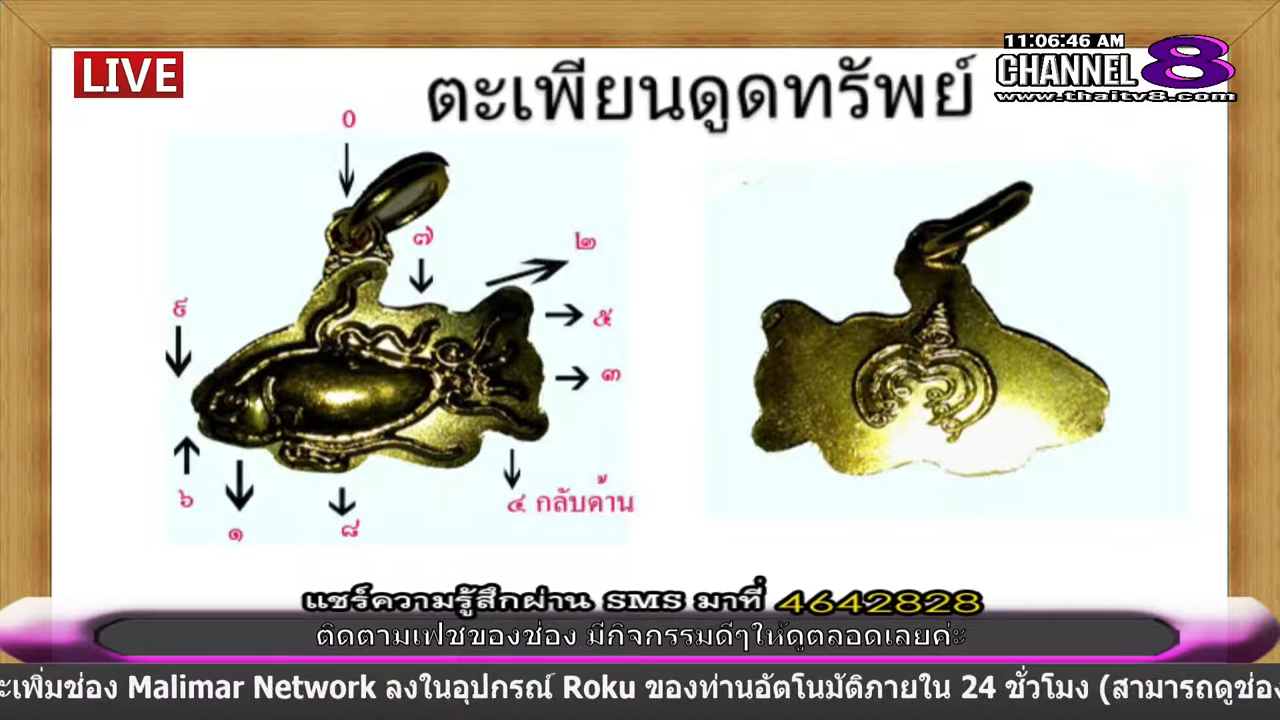 LIVE
11:06:46 AM
CHANNEL 8
www.thaitv8.com
ตะเพียนดูดทรัพย์
๐
๗
๒
๙
๕
๓
๖
๔ กลับด้าน
๑
๘
แชร์ความรู้สึกผ่าน SMS มาที่ 4642828
ติดตามเฟซของช่อง มีกิจกรรมดีๆให้ดูตลอดเลยค่ะ
ะเพิ่มช่อง Malimar Network ลงในอุปกรณ์ Roku ของท่านอัตโนมัติภายใน 24 ชั่วโมง (สามารถดูช่อง